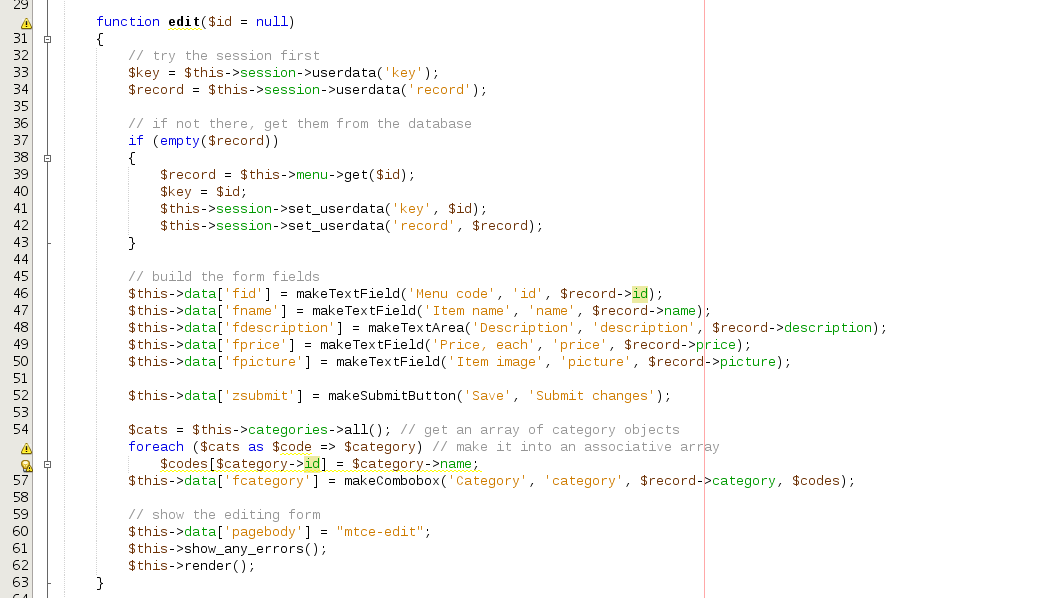 29
function edit($id = null)
31 {
32 // try the session first
33 $key = $this->session->userdata('key');
34 $record = $this->session->userdata('record');
35
36 // if not there, get them from the database
37 if (empty($record))
38 {
39 $record = $this->menu->get($id);
40 $key = $id;
41 $this->session->set_userdata('key', $id);
42 $this->session->set_userdata('record', $record);
43 }
44
45 // build the form fields
46 $this->data['fid'] = makeTextField('Menu code', 'id', $record->id);
47 $this->data['fname'] = makeTextField('Item name', 'name', $record->name);
48 $this->data['fdescription'] = makeTextArea('Description', 'description', $record->description);
49 $this->data['fprice'] = makeTextField('Price, each', 'price', $record->price);
50 $this->data['fpicture'] = makeTextField('Item image', 'picture', $record->picture);
51
52 $this->data['zsubmit'] = makeSubmitButton('Save', 'Submit changes');
53
54 $cats = $this->categories->all(); // get an array of category objects
foreach ($cats as $code => $category) // make it into an associative array
$codes[$category->id] = $category->name;
57 $this->data['fcategory'] = makeCombobox('Category', 'category', $record->category, $codes);
58
59 // show the editing form
60 $this->data['pagebody'] = "mtce-edit";
61 $this->show_any_errors();
62 $this->render();
63 }